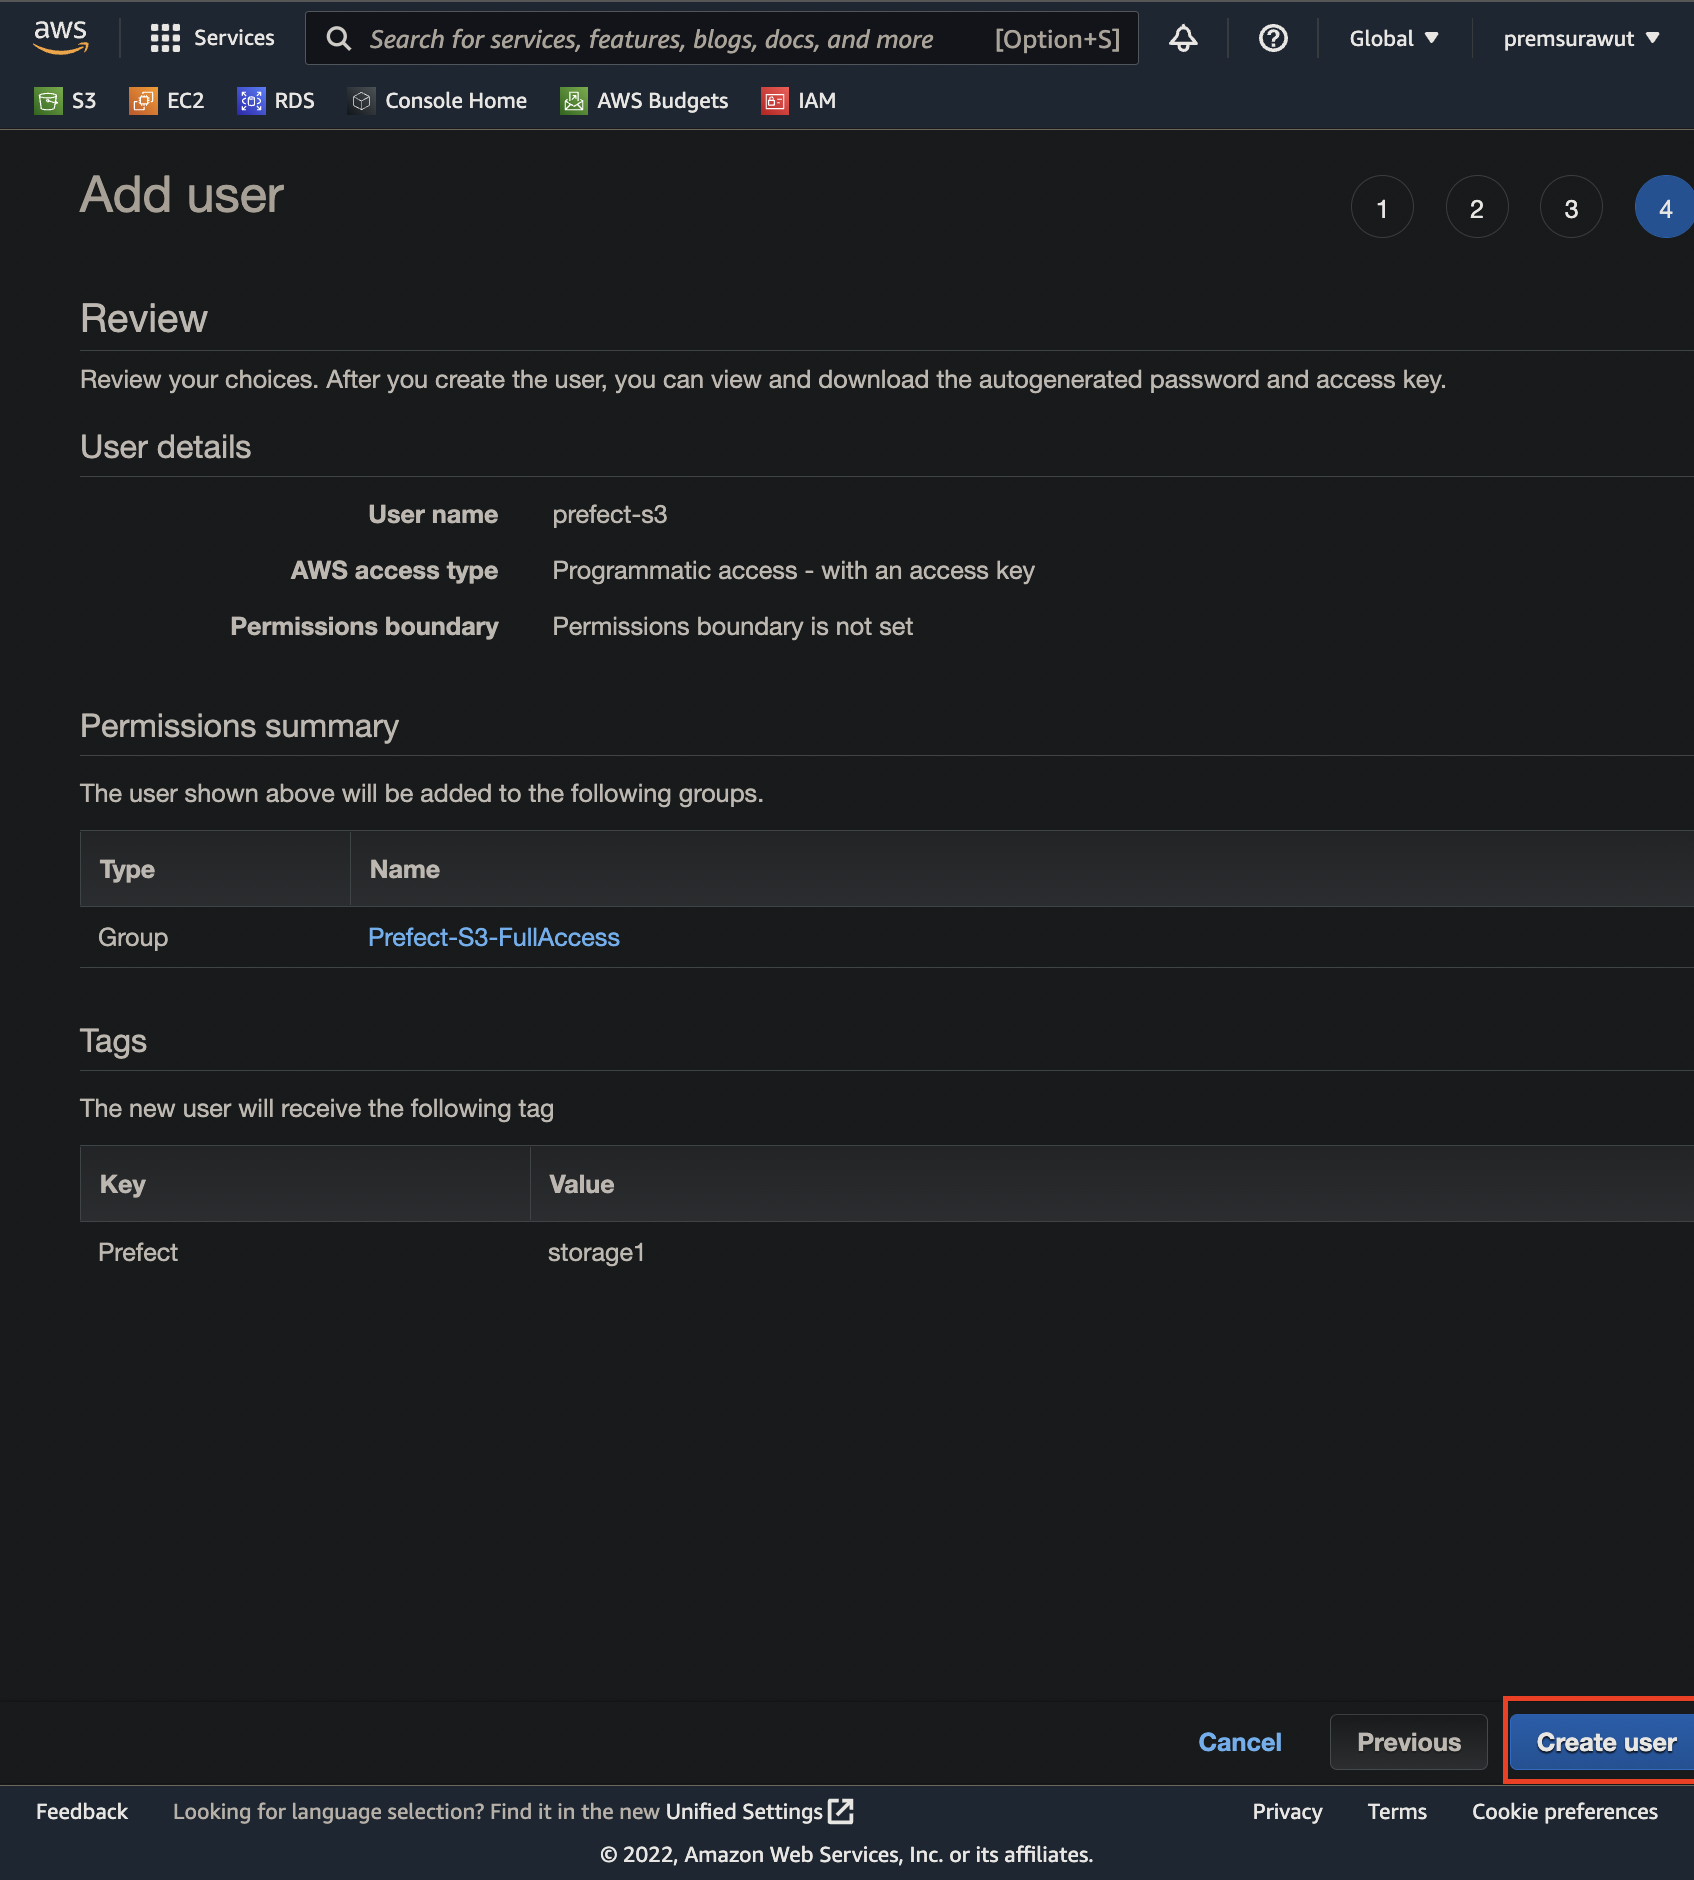 aws Services Search for services, features, blogs, docs, and more [Option+S] Global ▼ premsurawut ▼
S3 EC2 RDS Console Home AWS Budgets IAM
Add user 1 2 3 4
Review
Review your choices. After you create the user, you can view and download the autogenerated password and access key.
User details
User name prefect-s3
AWS access type Programmatic access - with an access key
Permissions boundary Permissions boundary is not set
Permissions summary
The user shown above will be added to the following groups.
Type Name
Group Prefect-S3-FullAccess
Tags
The new user will receive the following tag
Key Value
Prefect storage1
Cancel Previous Create user
Feedback Looking for language selection? Find it in the new Unified Settings Privacy Terms Cookie preferences
© 2022, Amazon Web Services, Inc. or its affiliates.